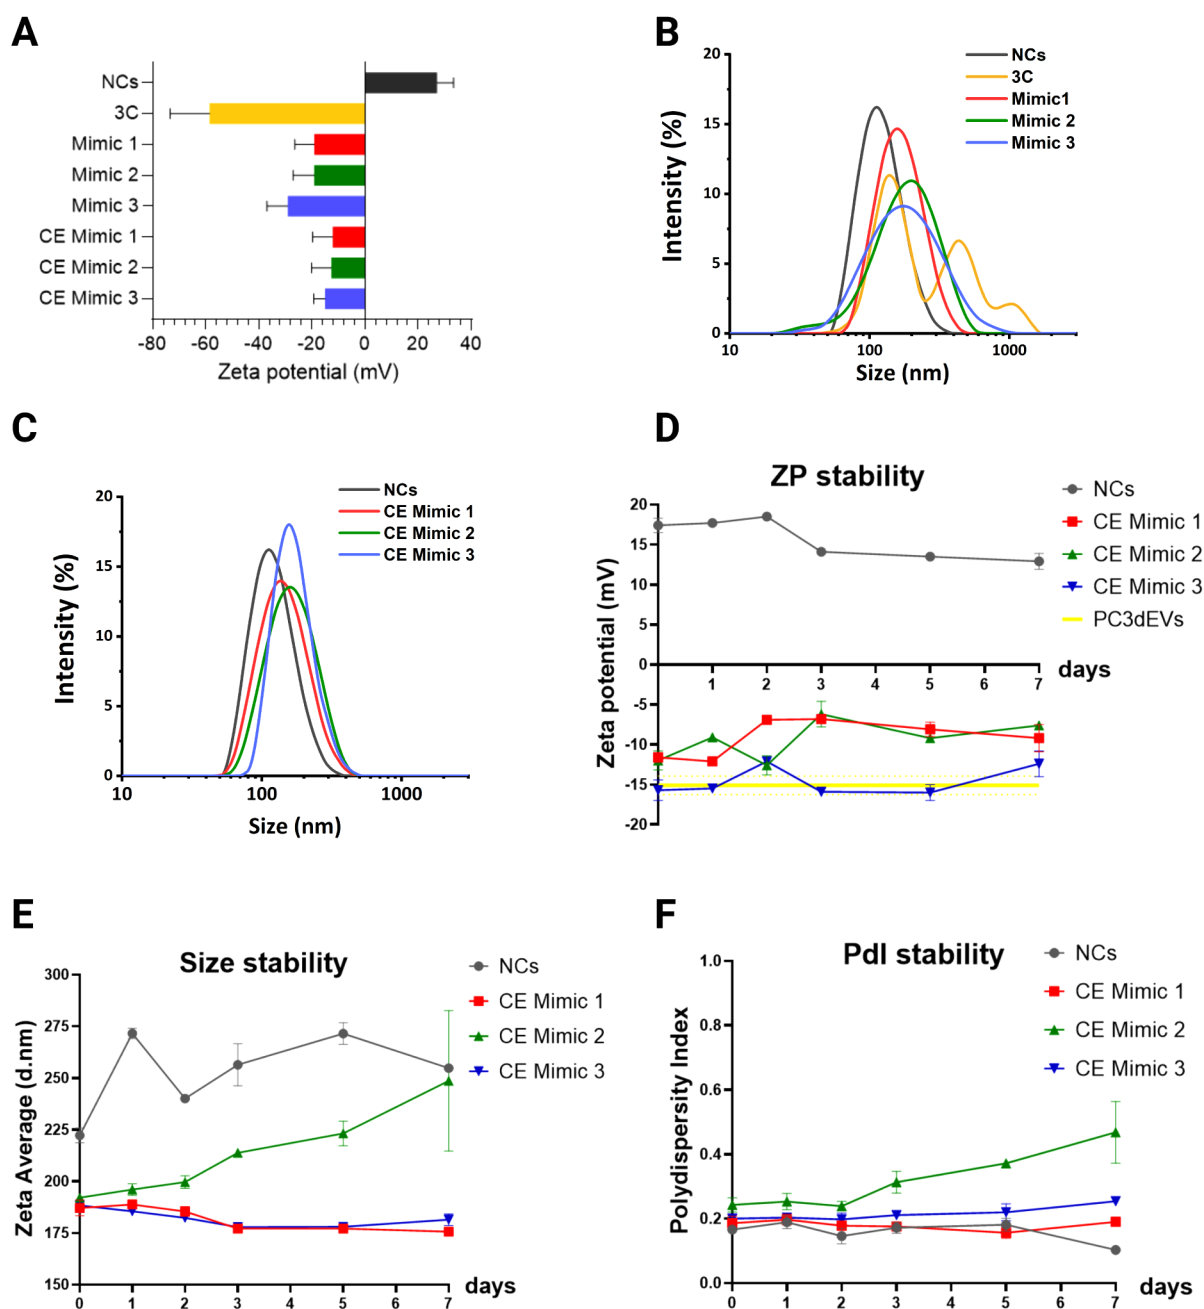 A
NCs
3C
Mimic 1
Mimic 2
Mimic 3
CE Mimic 1
CE Mimic 2
CE Mimic 3
-80 -60 -40 -20 0 20 40
Zeta potential (mV)
B
Intensity (%)
20
15
10
5
0
10 100 1000
Size (nm)
NCs
3C
Mimic1
Mimic 2
Mimic 3
C
Intensity (%)
20
15
10
5
0
10 100 1000
Size (nm)
NCs
CE Mimic 1
CE Mimic 2
CE Mimic 3
D
ZP stability
Zeta potential (mV)
20
15
10
5
0
-5
-10
-15
-20
1 2 3 4 5 6 7
days
NCs
CE Mimic 1
CE Mimic 2
CE Mimic 3
PC3dEVs
E
Size stability
Zeta Average (d.nm)
300
275
250
225
200
175
150
0 1 2 3 4 5 6 7
days
NCs
CE Mimic 1
CE Mimic 2
CE Mimic 3
F
PdI stability
Polydispersity Index
1.0
0.8
0.6
0.4
0.2
0.0
0 1 2 3 4 5 6 7
days
NCs
CE Mimic 1
CE Mimic 2
CE Mimic 3